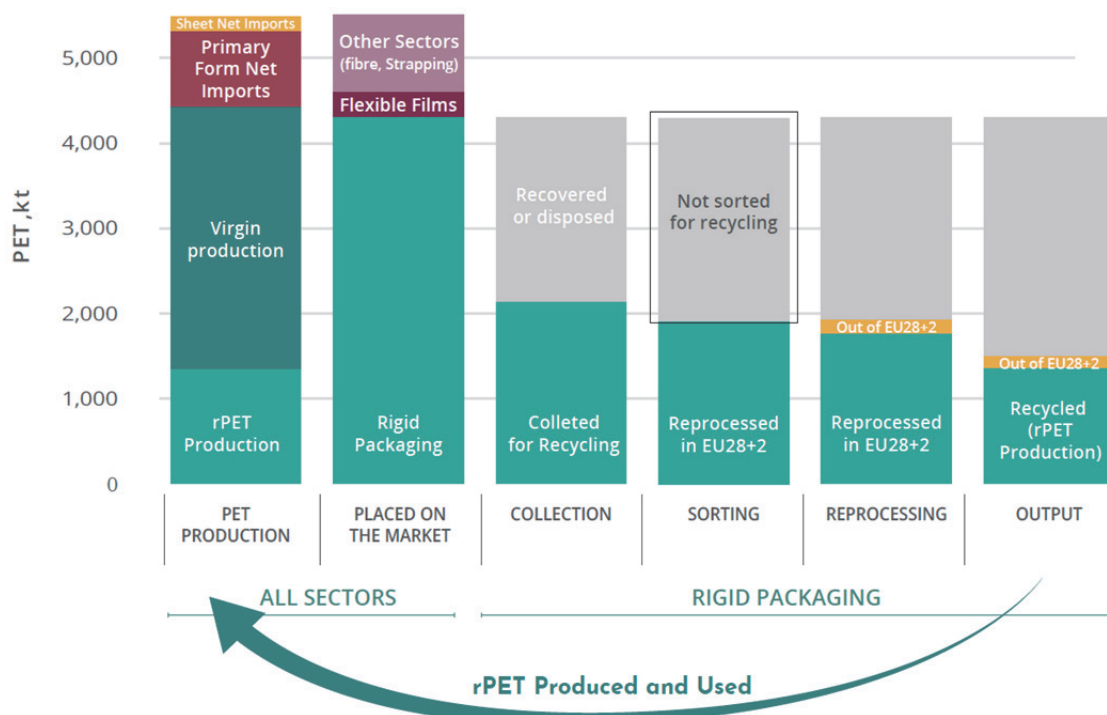 PET,kt
5,000
4,000
3,000
2,000
1,000
0
Sheet Net Imports
Primary
Form Net
Imports
Virgin
production
rPET
Production
Other Sectors
(fibre, Strapping)
Flexible Films
Rigid
Packaging
Recovered
or disposed
Colleted
for Recycling
Not sorted
for recycling
Reprocessed
in EU28+2
Out of EU28+2
Reprocessed
in EU28+2
Out of EU28+2
Recycled
(rPET
Production)
PET
PRODUCTION
PLACED ON
THE MARKET
COLLECTION
SORTING
REPROCESSING
OUTPUT
ALL SECTORS
RIGID PACKAGING
rPET Produced and Used